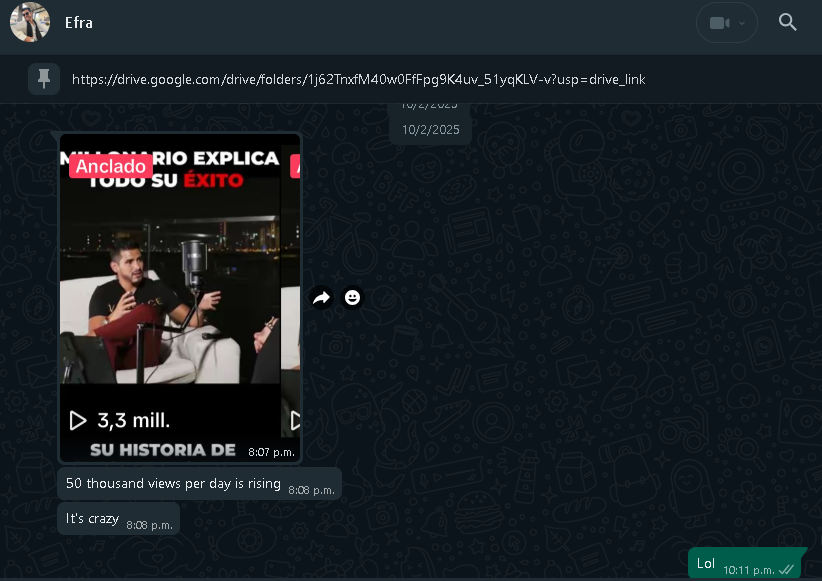 Efra
https://drive.google.com/drive/folders/1j62TnxfM40w0FfFpg9K4uv_51yqKLV-v?usp=drive_link
10/2/2025
10/2/2025
MILLONARIO EXPLICA
Anclado
TODO SU ÉXITO
3,3 mill.
SU HISTORIA DE
8:07 p.m.
50 thousand views per day is rising 8:08 p.m.
It's crazy 8:08 p.m.
Lol 10:11 p.m.